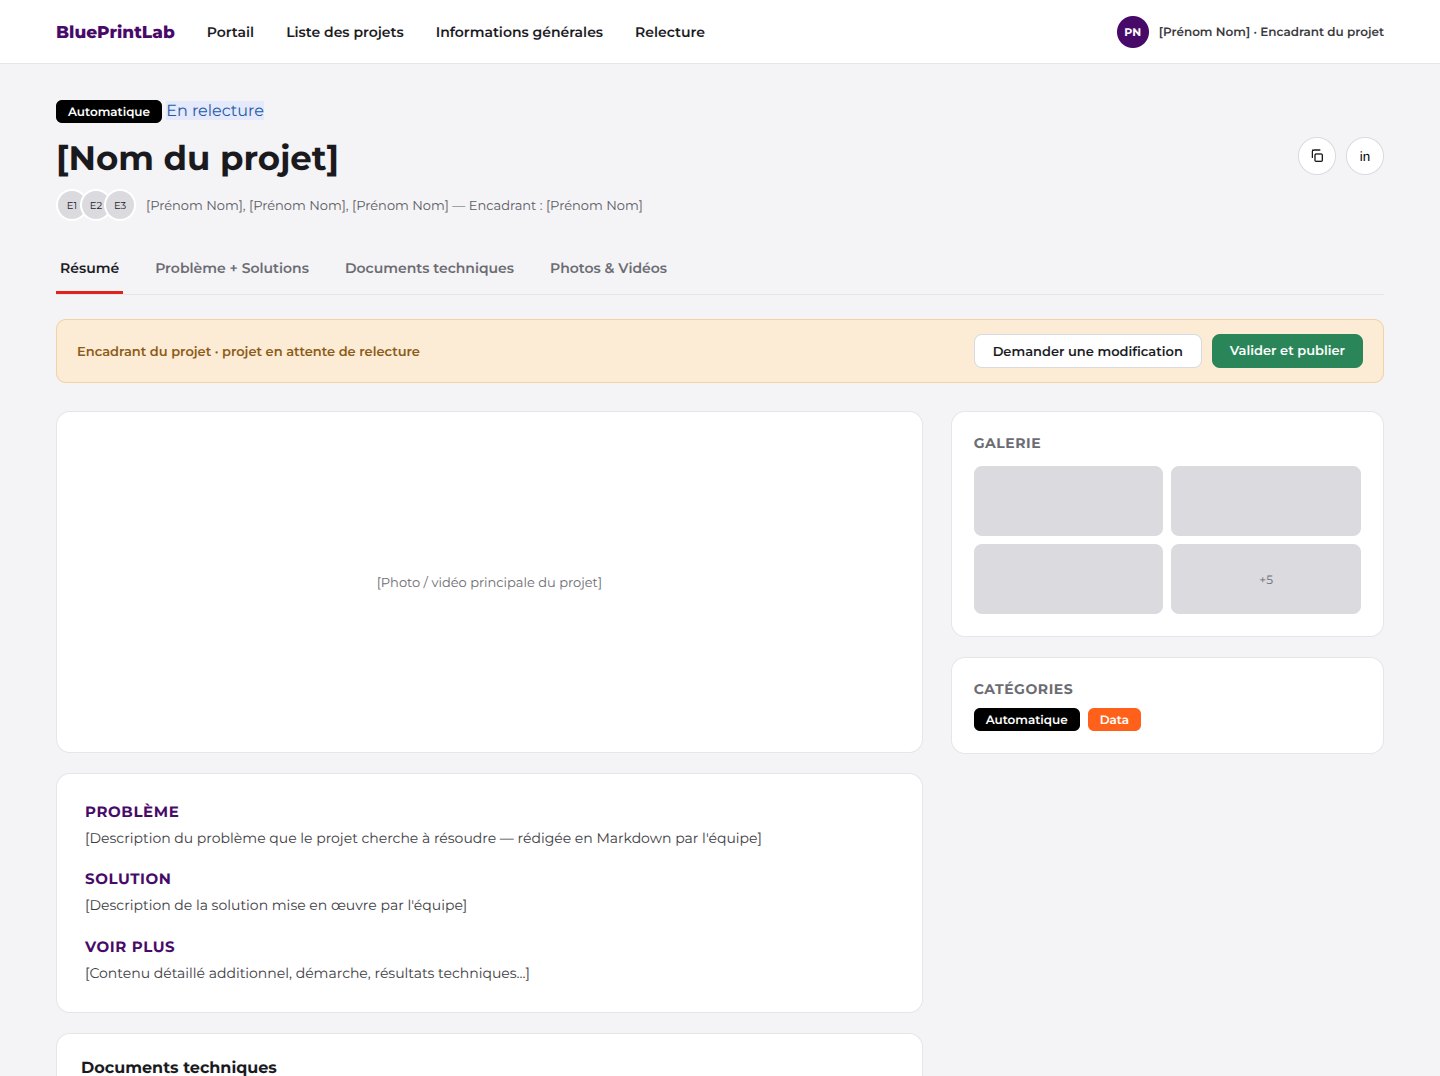 BluePrintLab Portail Liste des projets Informations générales Relecture PN [Prénom Nom] · Encadrant du projet
Automatique En relecture
[Nom du projet] in
E1 E2 E3 [Prénom Nom], [Prénom Nom], [Prénom Nom] — Encadrant : [Prénom Nom]
Résumé Problème + Solutions Documents techniques Photos & Vidéos
Encadrant du projet · projet en attente de relecture Demander une modification Valider et publier
[Photo / vidéo principale du projet]
GALERIE
+5
CATÉGORIES
Automatique Data
PROBLÈME
[Description du problème que le projet cherche à résoudre — rédigée en Markdown par l'équipe]
SOLUTION
[Description de la solution mise en œuvre par l'équipe]
VOIR PLUS
[Contenu détaillé additionnel, démarche, résultats techniques...]
Documents techniques